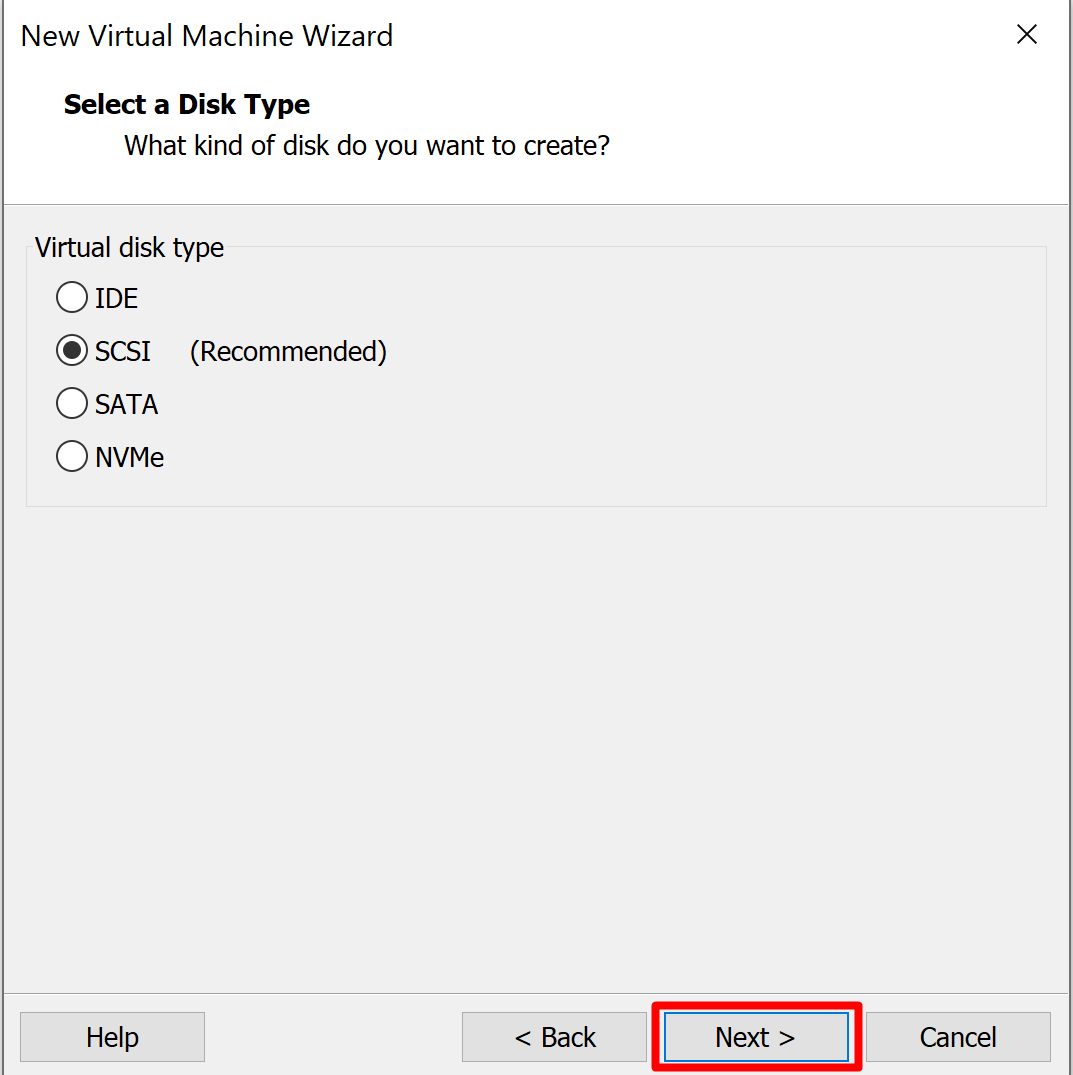 New Virtual Machine Wizard
Select a Disk Type
What kind of disk do you want to create?
Virtual disk type
IDE
SCSI (Recommended)
SATA
NVMe
Help < Back Next > Cancel